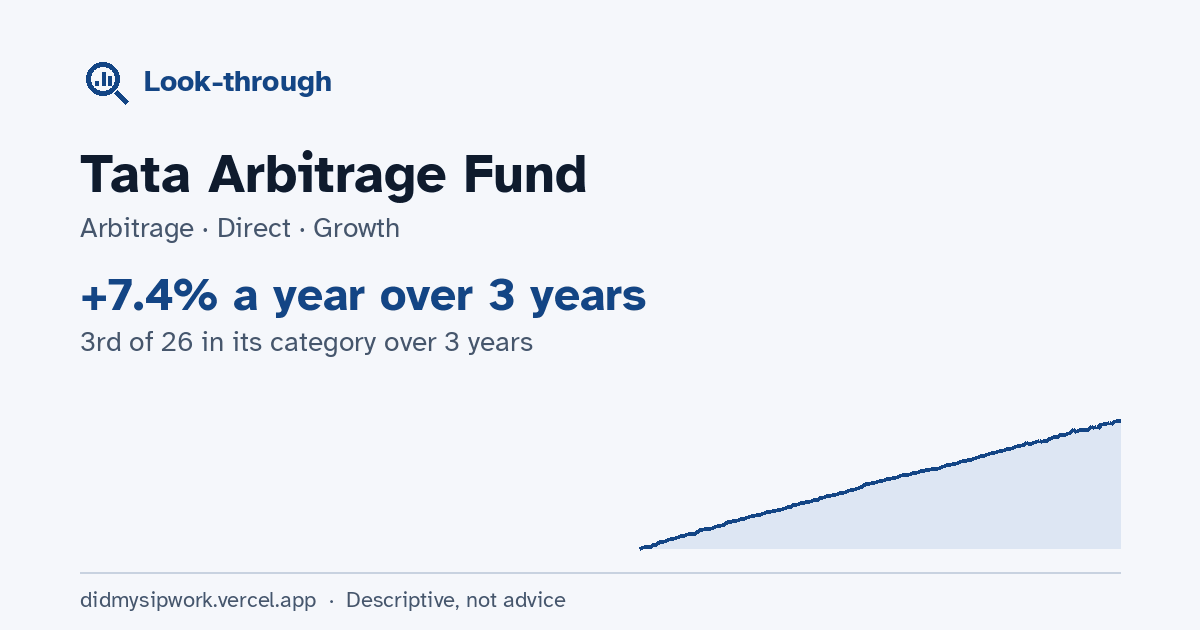 Look-through
Tata Arbitrage Fund
Arbitrage · Direct · Growth
+7.4% a year over 3 years
3rd of 26 in its category over 3 years
didmysipwork.vercel.app · Descriptive, not advice